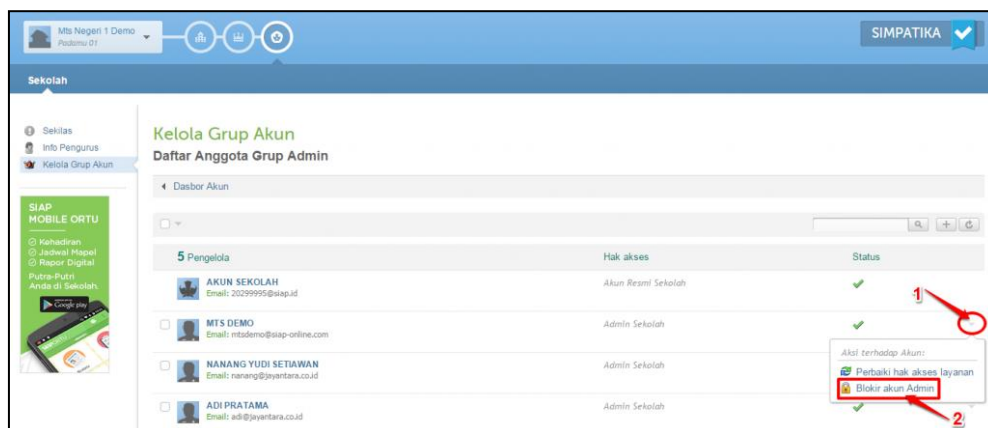 Mts Negeri 1 Demo
Padamu 01
SIMPATIKA
Sekolah
Sekilas
Info Pengurus
Kelola Grup Akun
Kelola Grup Akun
Daftar Anggota Grup Admin
Dasbor Akun
SIAP
MOBILE ORTU
Kehadiran
Jadwal Mapel
Rapor Digital
Putra-Putri
Anda di Sekolah.
Google play
5 Pengelola
Hak akses
Status
AKUN SEKOLAH
Email: 20299995@siap.id
Akun Resmi Sekolah
1
MTS DEMO
Email: mtsdemo@siap-online.com
Admin Sekolah
Aksi terhadap Akun:
Perbaiki hak akses layanan
Blokir akun Admin
2
NANANG YUDI SETIAWAN
Email: nanang@jayantara.co.id
Admin Sekolah
ADI PRATAMA
Email: adi@jayantara.co.id
Admin Sekolah